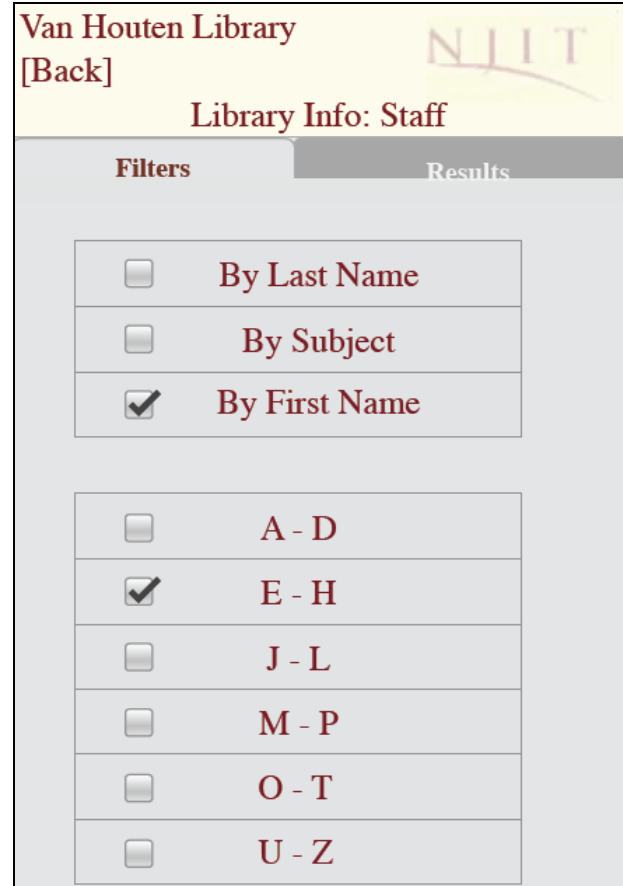 Van Houten Library
NJIT
[Back]
Library Info: Staff
Filters
Results
By Last Name
By Subject
By First Name
A - D
E - H
J - L
M - P
O - T
U - Z